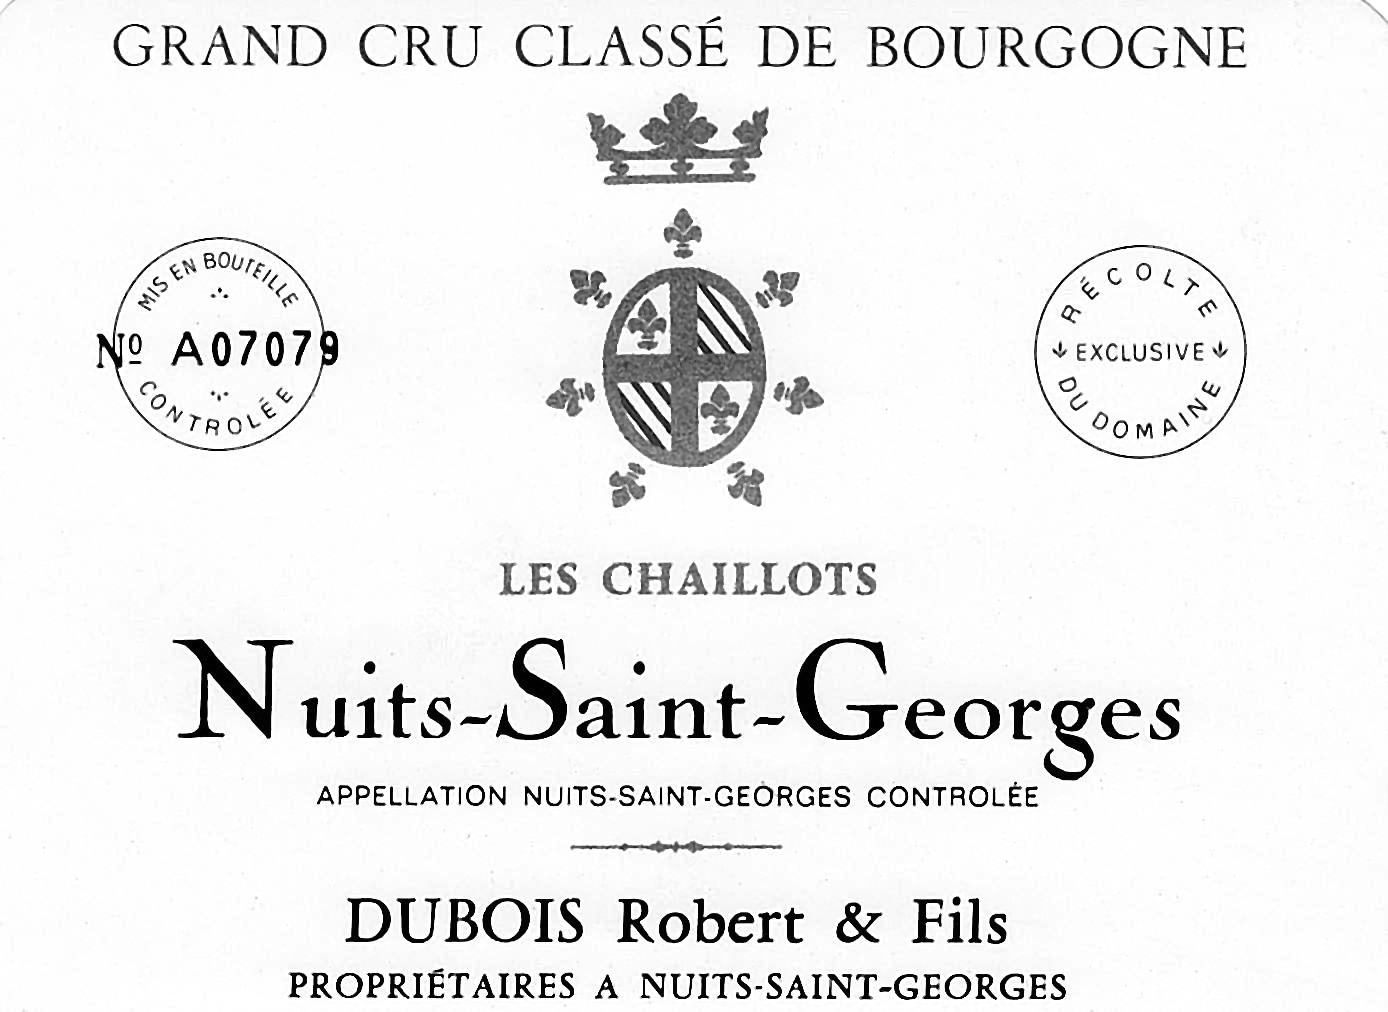 GRAND CRU CLASSÉ DE BOURGOGNE
MIS EN BOUTEILLE
Nº A07079
CONTROLÉE
RÉCOLTE
EXCLUSIVE
DU DOMAINE
LES CHAILLOTS
Nuits-Saint-Georges
APPELLATION NUITS-SAINT-GEORGES CONTROLÉE
DUBOIS Robert & Fils
PROPRIÉTAIRES A NUITS-SAINT-GEORGES